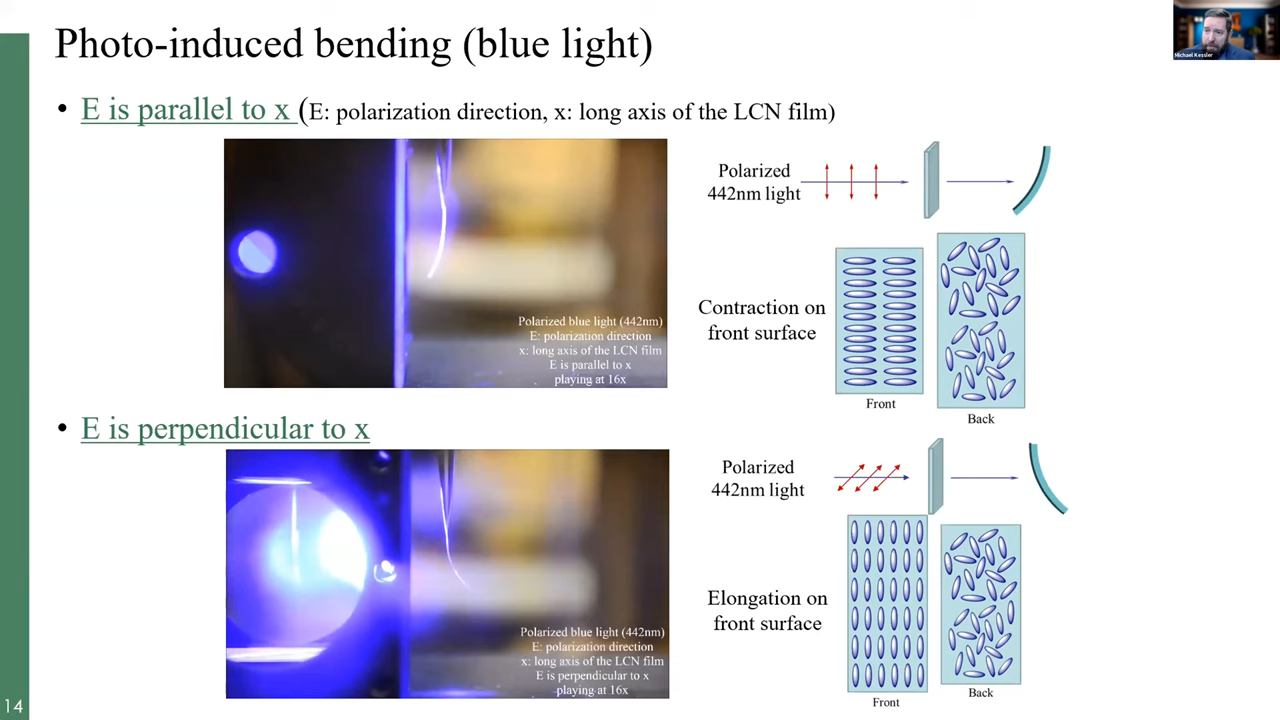 Photo-induced bending (blue light)
Michael Kessler
• E is parallel to x (E: polarization direction, x: long axis of the LCN film)
Polarized blue light (442nm)
E: polarization direction
x: long axis of the LCN film
E is parallel to x
playing at 16x
Polarized
442nm light
Contraction on
front surface
Front
Back
• E is perpendicular to x
Polarized blue light (442nm)
E: polarization direction
x: long axis of the LCN film
E is perpendicular to x
playing at 16x
Polarized
442nm light
Elongation on
front surface
Front
Back
14